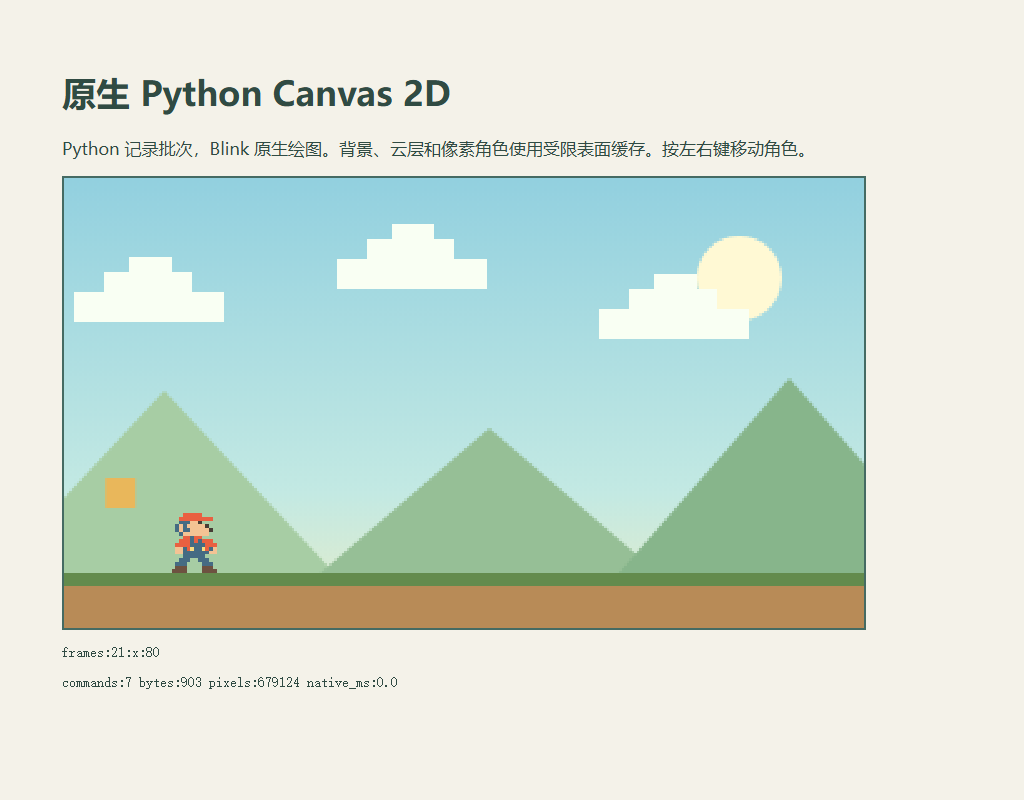 原生 Python Canvas 2D
Python 记录批次，Blink 原生绘图。背景、云层和像素角色使用受限表面缓存。按左右键移动角色。
frames:21:x:80
commands:7 bytes:903 pixels:679124 native_ms:0.0